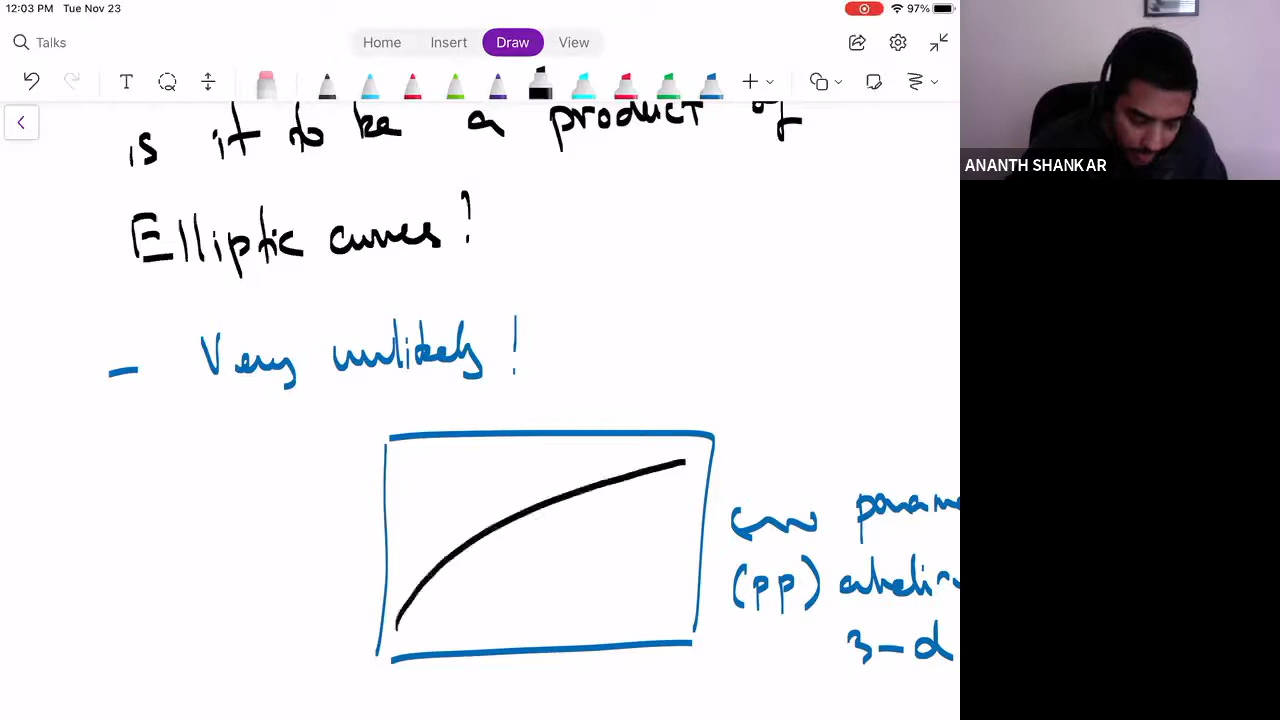 12:03 PM Tue Nov 23
97%
Talks
Home Insert Draw View
is it to be a product of
Elliptic curves?
ANANTH SHANKAR
- Very unlikely!
(pp)
3-d